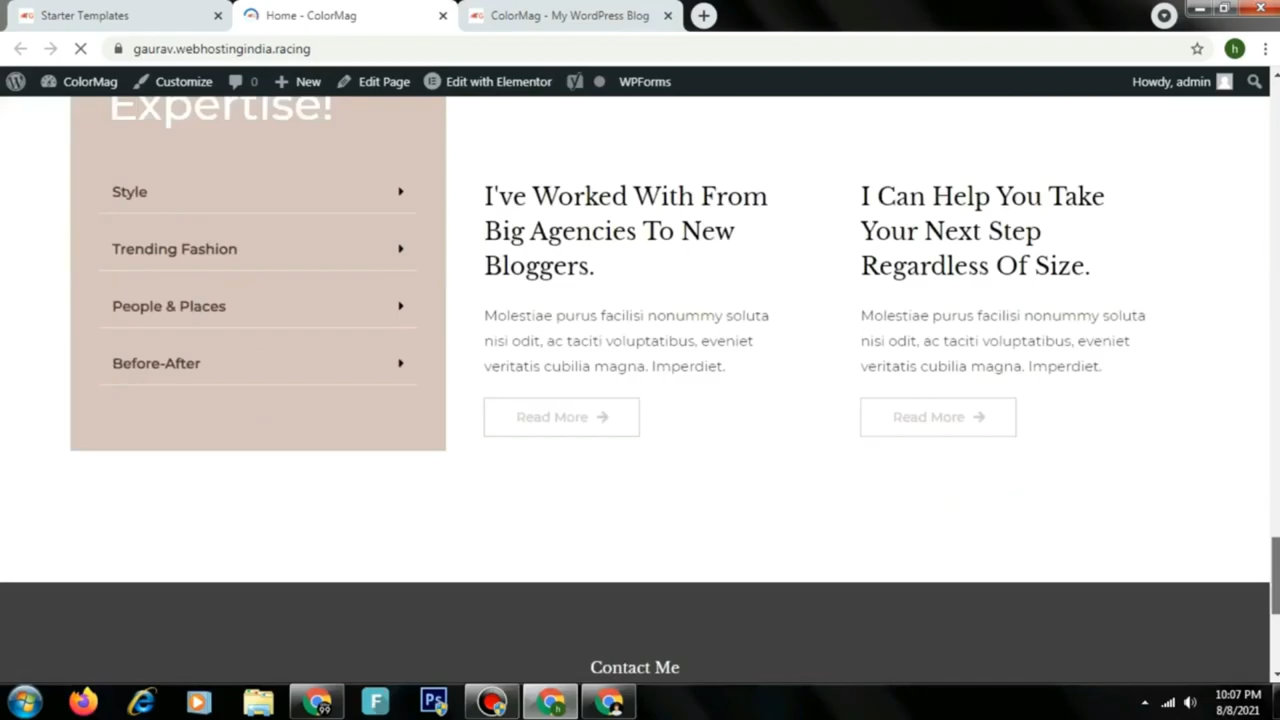 Starter Templates
Home - ColorMag
ColorMag - My WordPress Blog
gaurav.webhostingindia.racing
h
ColorMag
Customize
0
New
Edit Page
Edit with Elementor
WPForms
Howdy, admin
Expertise!
Style
Trending Fashion
People & Places
Before-After
I've Worked With From
Big Agencies To New
Bloggers.
Molestiae purus facilisi nonummy soluta
nisi odit, ac taciti voluptatibus, eveniet
veritatis cubilia magna. Imperdiet.
Read More
I Can Help You Take
Your Next Step
Regardless Of Size.
Molestiae purus facilisi nonummy soluta
nisi odit, ac taciti voluptatibus, eveniet
veritatis cubilia magna. Imperdiet.
Read More
Contact Me
F
Ps
99
h
10:07 PM
8/8/2021